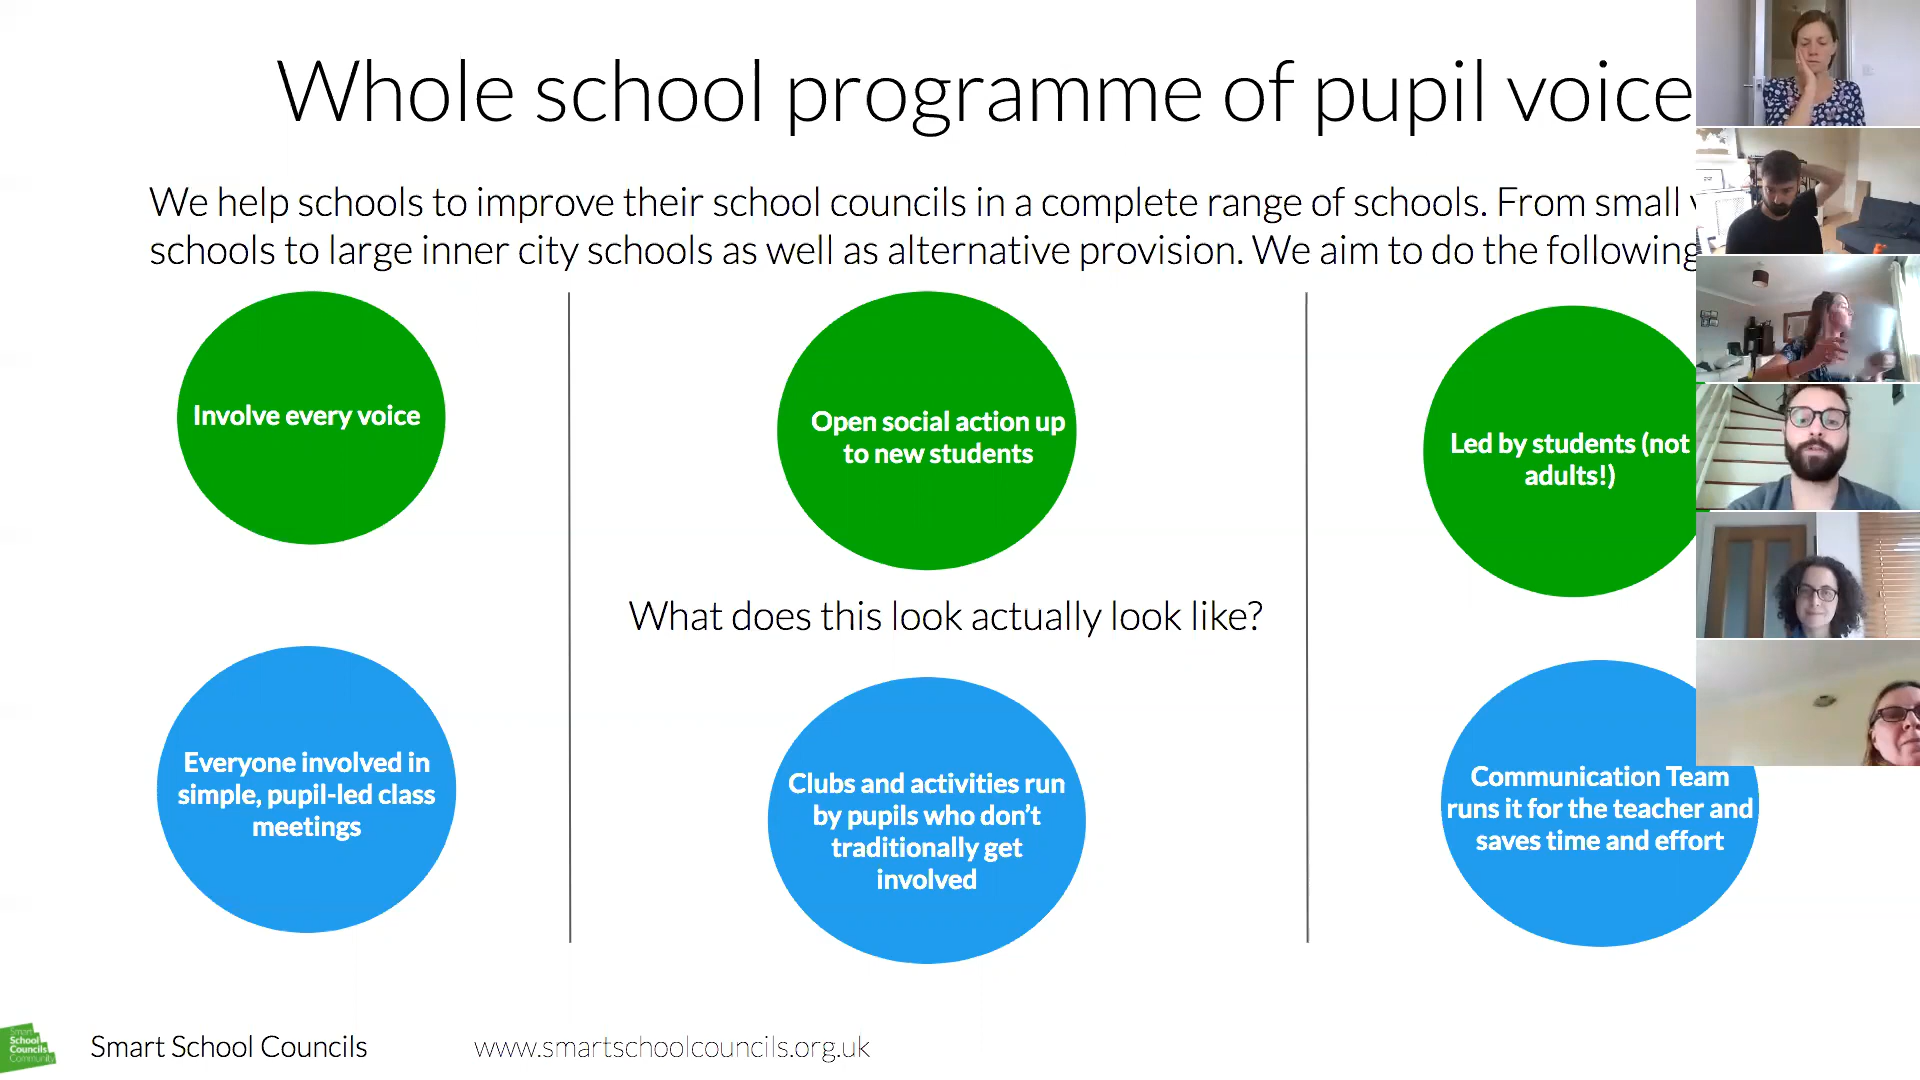 Whole school programme of pupil voice
We help schools to improve their school councils in a complete range of schools. From small
schools to large inner city schools as well as alternative provision. We aim to do the following
Involve every voice
Open social action up
to new students
Led by students (not
adults!)
What does this look actually look like?
Everyone involved in
simple, pupil-led class
meetings
Clubs and activities run
by pupils who don't
traditionally get
involved
Communication Team
runs it for the teacher and
saves time and effort
Smart
School
Councils
Community
Smart School Councils
www.smartschoolcouncils.org.uk